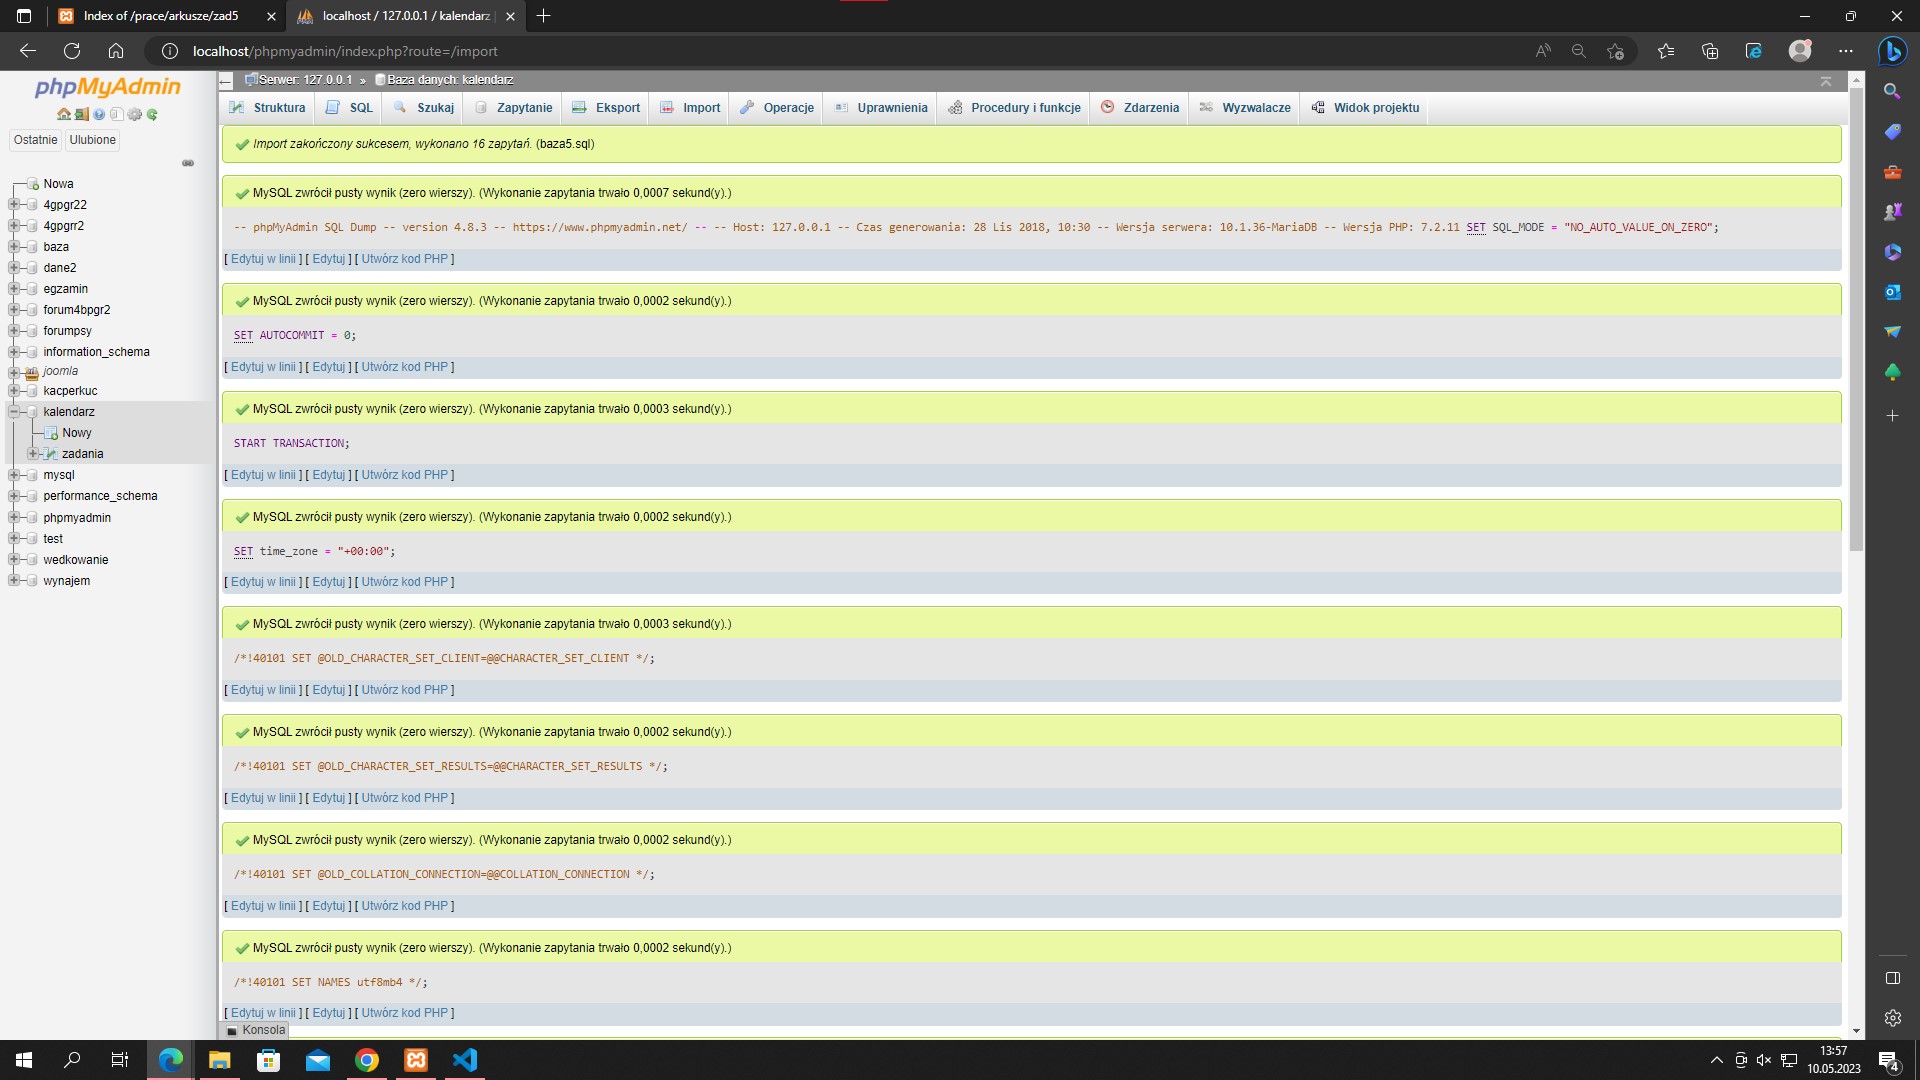 Index of /prace/arkusze/zad5
localhost / 127.0.0.1 / kalendarz |
localhost/phpmyadmin/index.php?route=/import
phpMyAdmin
Ostatnie Ulubione
Nowa
4gpgr22
4gpgrr2
baza
dane2
egzamin
forum4bpgr2
forumpsy
information_schema
joomla
kacperkuc
kalendarz
Nowy
zadania
mysql
performance_schema
phpmyadmin
test
wedkowanie
wynajem
Serwer: 127.0.0.1 » Baza danych: kalendarz
Struktura SQL Szukaj Zapytanie Eksport Import Operacje Uprawnienia Procedury i funkcje Zdarzenia Wyzwalacze Widok projektu
Import zakończony sukcesem, wykonano 16 zapytań. (baza5.sql)
MySQL zwrócił pusty wynik (zero wierszy). (Wykonanie zapytania trwało 0,0007 sekund(y).)
-- phpMyAdmin SQL Dump -- version 4.8.3 -- https://www.phpmyadmin.net/ -- -- Host: 127.0.0.1 -- Czas generowania: 28 Lis 2018, 10:30 -- Wersja serwera: 10.1.36-MariaDB -- Wersja PHP: 7.2.11 SET SQL_MODE = "NO_AUTO_VALUE_ON_ZERO";
[ Edytuj w linii ] [ Edytuj ] [ Utwórz kod PHP ]
MySQL zwrócił pusty wynik (zero wierszy). (Wykonanie zapytania trwało 0,0002 sekund(y).)
SET AUTOCOMMIT = 0;
[ Edytuj w linii ] [ Edytuj ] [ Utwórz kod PHP ]
MySQL zwrócił pusty wynik (zero wierszy). (Wykonanie zapytania trwało 0,0003 sekund(y).)
START TRANSACTION;
[ Edytuj w linii ] [ Edytuj ] [ Utwórz kod PHP ]
MySQL zwrócił pusty wynik (zero wierszy). (Wykonanie zapytania trwało 0,0002 sekund(y).)
SET time_zone = "+00:00";
[ Edytuj w linii ] [ Edytuj ] [ Utwórz kod PHP ]
MySQL zwrócił pusty wynik (zero wierszy). (Wykonanie zapytania trwało 0,0003 sekund(y).)
/*!40101 SET @OLD_CHARACTER_SET_CLIENT=@@CHARACTER_SET_CLIENT */;
[ Edytuj w linii ] [ Edytuj ] [ Utwórz kod PHP ]
MySQL zwrócił pusty wynik (zero wierszy). (Wykonanie zapytania trwało 0,0002 sekund(y).)
/*!40101 SET @OLD_CHARACTER_SET_RESULTS=@@CHARACTER_SET_RESULTS */;
[ Edytuj w linii ] [ Edytuj ] [ Utwórz kod PHP ]
MySQL zwrócił pusty wynik (zero wierszy). (Wykonanie zapytania trwało 0,0002 sekund(y).)
/*!40101 SET @OLD_COLLATION_CONNECTION=@@COLLATION_CONNECTION */;
[ Edytuj w linii ] [ Edytuj ] [ Utwórz kod PHP ]
MySQL zwrócił pusty wynik (zero wierszy). (Wykonanie zapytania trwało 0,0002 sekund(y).)
/*!40101 SET NAMES utf8mb4 */;
[ Edytuj w linii ] [ Edytuj ] [ Utwórz kod PHP ]
Konsola
13:57
10.05.2023
4